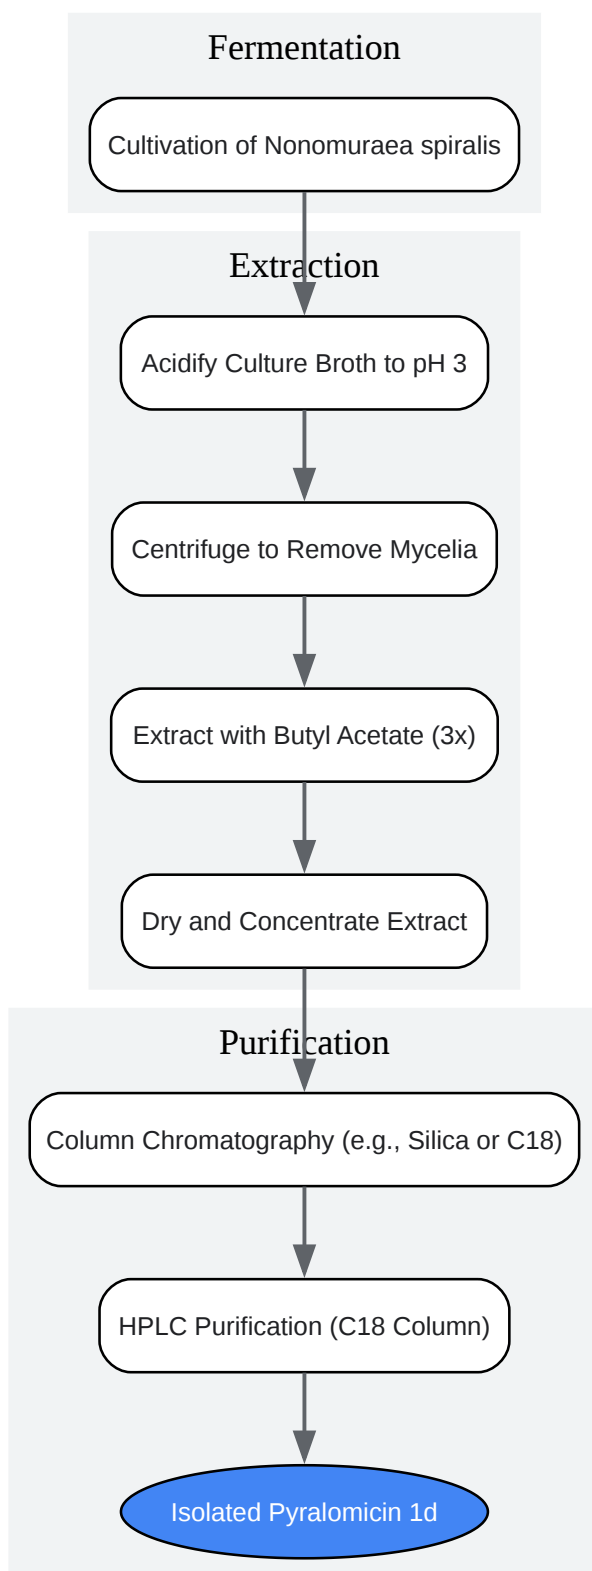 Fermentation
Cultivation of Nonomuraea spiralis
Extraction
Acidify Culture Broth to pH 3
Centrifuge to Remove Mycelia
Extract with Butyl Acetate (3x)
Dry and Concentrate Extract
Purification
Column Chromatography (e.g., Silica or C18)
HPLC Purification (C18 Column)
Isolated Pyralomicin 1d